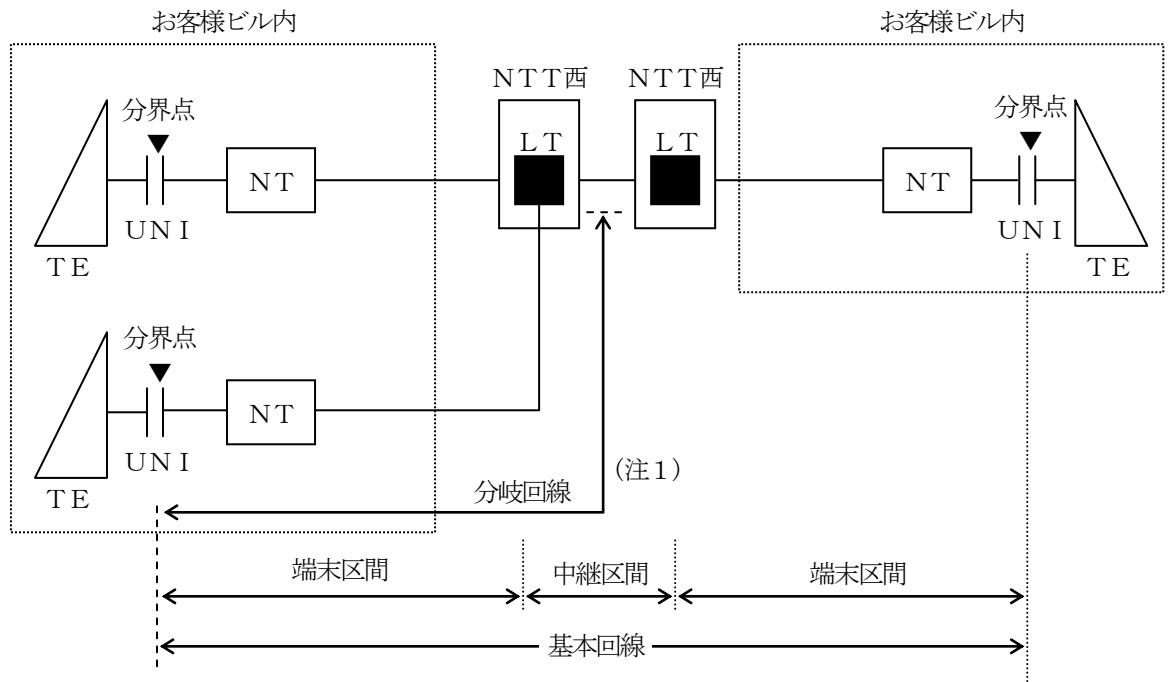 お客様ビル内
お客様ビル内
NTT西
NTT西
分界点
分界点
LT
LT
NT
NT
UNI
UNI
TE
TE
分界点
NT
UNI
TE
(注1)
分岐回線
端末区間
中継区間
端末区間
基本回線